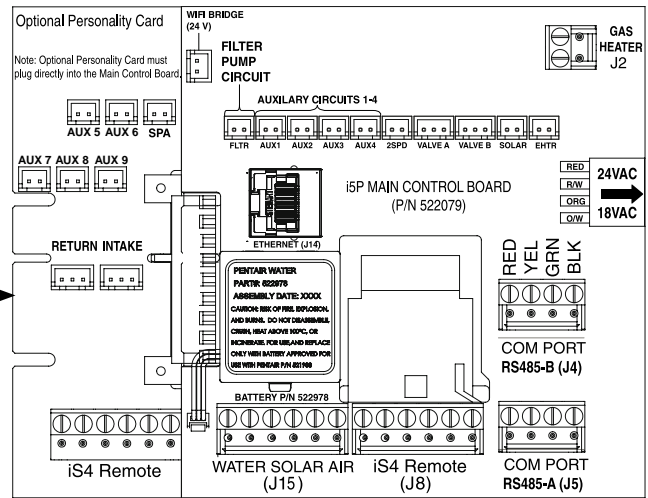 Optional Personality Card
Note: Optional Personality Card must
plug directly into the Main Control Board.
WIFI BRIDGE
(24 V)
FILTER
PUMP
CIRCUIT
GAS
HEATER
J2
AUXILARY CIRCUITS 1-4
AUX 5 AUX 6 SPA
FLTR AUX1 AUX2 AUX3 AUX4 2SPD VALVE A VALVE B SOLAR EHTR
AUX 7 AUX 8 AUX 9
RED
R/W
ORG
O/W
24VAC
18VAC
i5P MAIN CONTROL BOARD
(P/N 522079)
ETHERNET (J14)
RETURN INTAKE
PENTAIR WATER
PART#: 522978
ASSEMBLY DATE: XXXX
CAUTION: RISK OF FIRE, EXPLOSION,
AND BURNS. DO NOT DISASSEMBLE,
CRUSH, HEAT ABOVE 100°C, OR
INCINERATE. FOR USE, AND REPLACE
ONLY WITH BATTERY APPROVED FOR
USE WITH PENTAIR P/N
BATTERY P/N 522978
RED
YEL
GRN
BLK
COM PORT
RS485-B (J4)
iS4 Remote
WATER SOLAR AIR
(J15)
iS4 Remote
(J8)
COM PORT
RS485-A (J5)